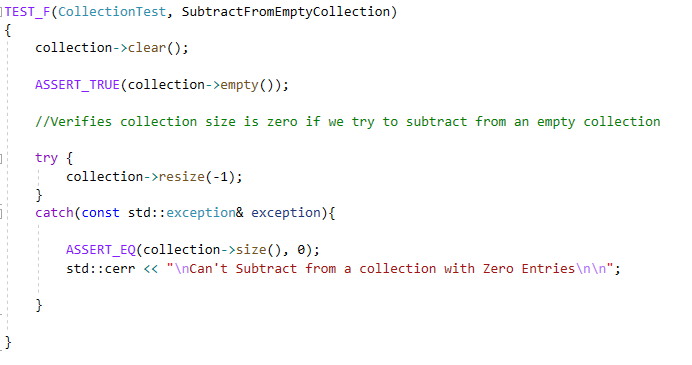 TEST_F(CollectionTest, SubtractFromEmptyCollection)
{
    collection->clear();

    ASSERT_TRUE(collection->empty());

    //Verifies collection size is zero if we try to subtract from an empty collection

    try {
        collection->resize(-1);
    }
    catch(const std::exception& exception){

        ASSERT_EQ(collection->size(), 0);
        std::cerr << "\nCan't Subtract from a collection with Zero Entries\n\n";

    }

}